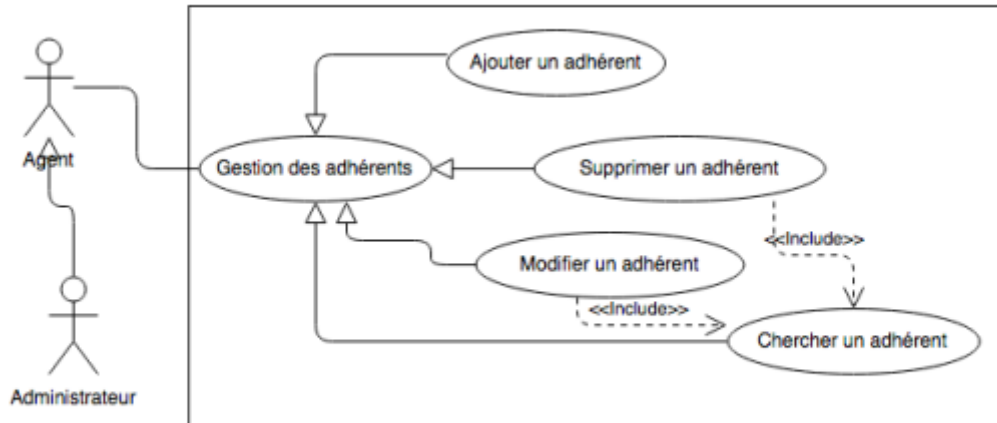 Ajouter un adhérent
Agent
Gestion des adhérents
Supprimer un adhérent
<<Include>>
Modifier un adhérent
<<Include>>
Chercher un adhérent
Administrateur